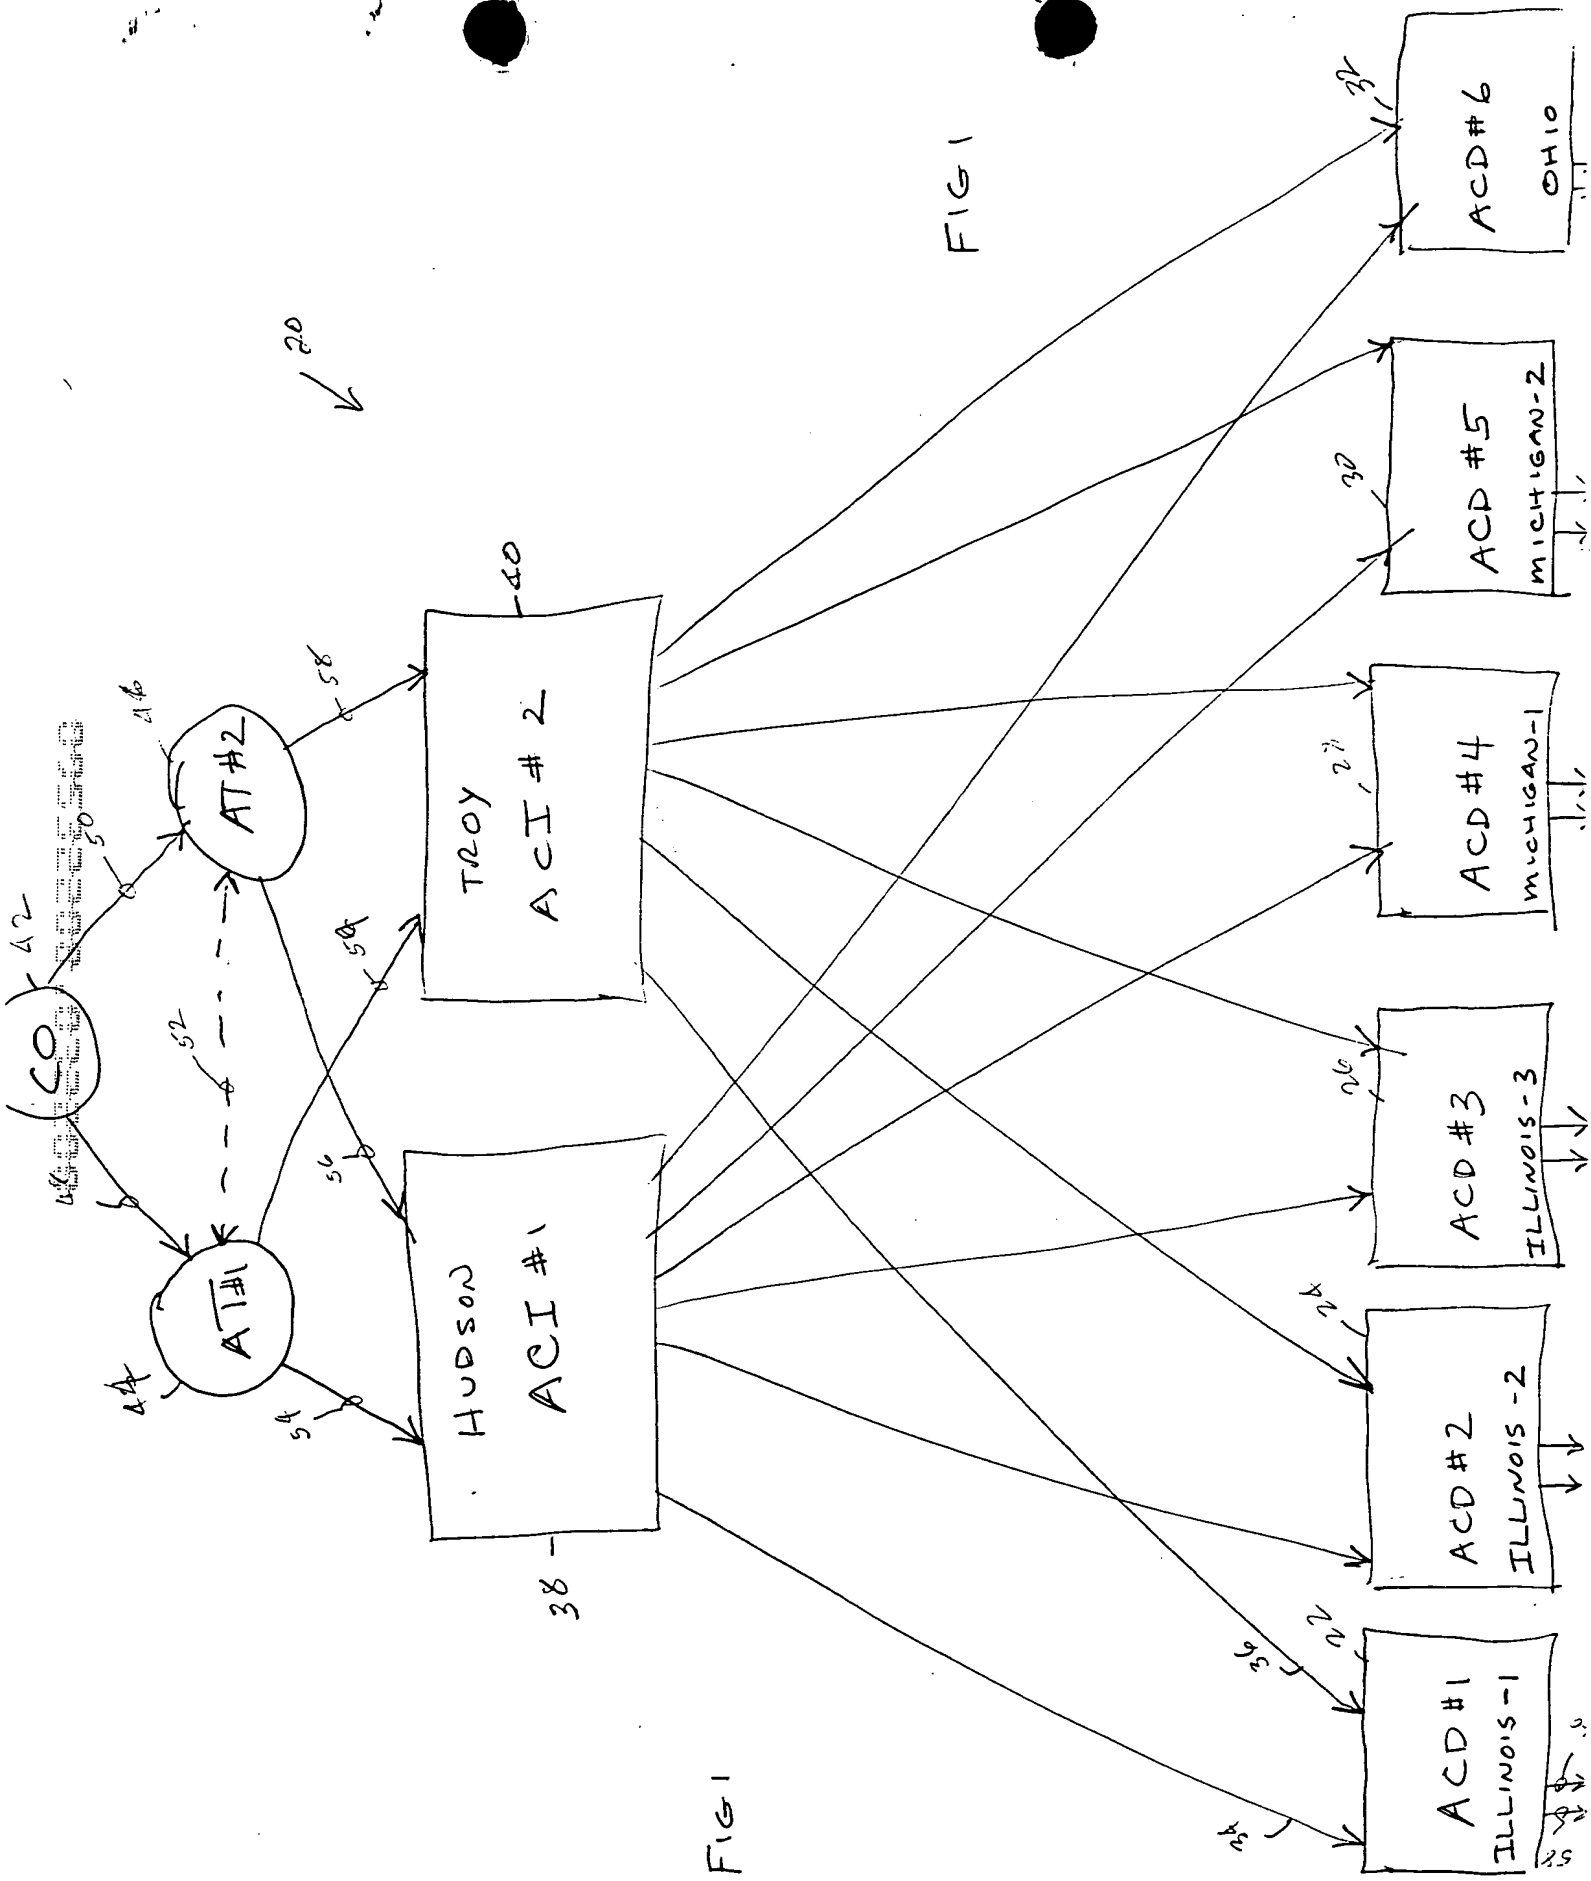 42
CO
48
50
44
AT#1
52
46
AT#2
20
54
56
58
38
HUDSON
ACI #1
TROY
ACI #2
40
FIG 1
FIG 1
34
36
22
24
26
30
32
ACD #1
ILLINOIS-1
ACD #2
ILLINOIS-2
ACD #3
ILLINOIS-3
ACD #4
MICHIGAN-1
ACD #5
MICHIGAN-2
ACD #6
OHIO
58